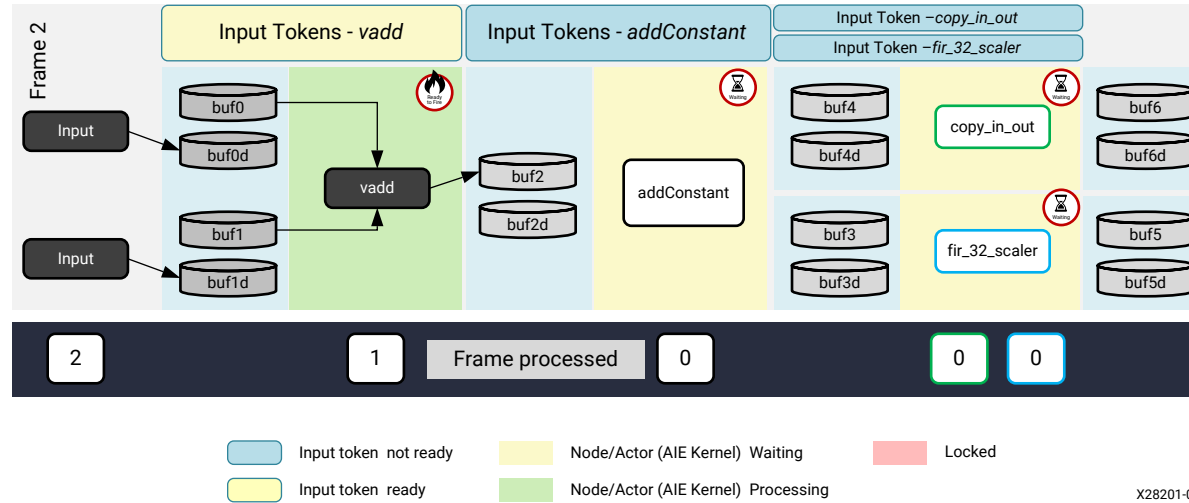 Frame 2
Input Tokens - vadd
Input Tokens - addConstant
Input Token –copy_in_out
Input Token –fir_32_scaler
Ready
to Fire
Waiting
Waiting
buf0
buf4
buf6
Input
copy_in_out
buf0d
buf4d
buf6d
buf2
vadd
addConstant
Waiting
buf2d
buf1
buf3
buf5
Input
fir_32_scaler
buf1d
buf3d
buf5d
2
1
Frame processed
0
0
0
Input token not ready
Node/Actor (AIE Kernel) Waiting
Locked
Input token ready
Node/Actor (AIE Kernel) Processing